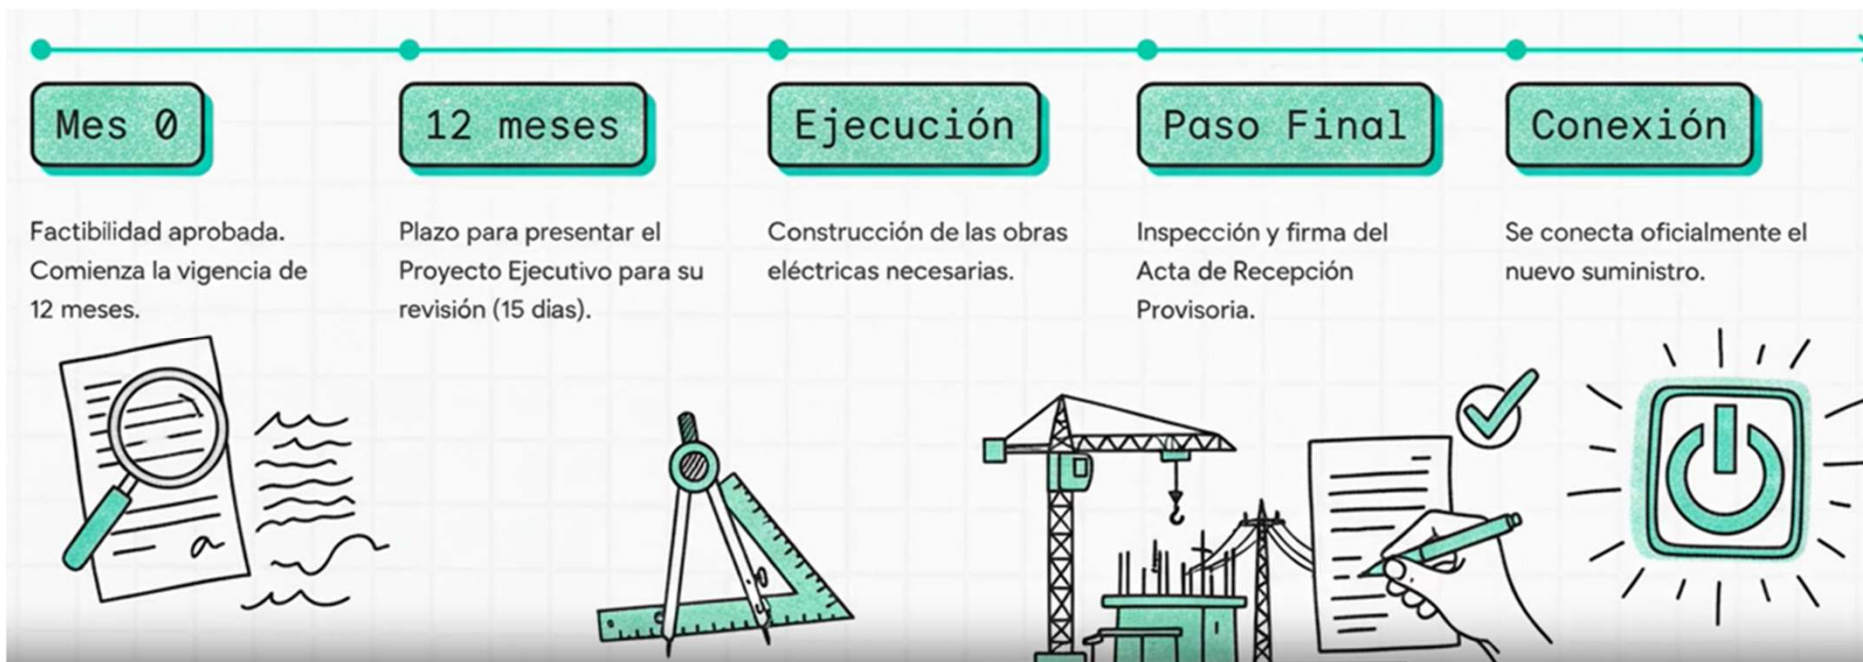 Mes 0
12 meses
Ejecución
Paso Final
Conexión
Factibilidad aprobada.
Comienza la vigencia de
12 meses.
Plazo para presentar el
Proyecto Ejecutivo para su
revisión (15 dias).
Construcción de las obras
eléctricas necesarias.
Inspección y firma del
Acta de Recepción
Provisoria.
Se conecta oficialmente el
nuevo suministro.